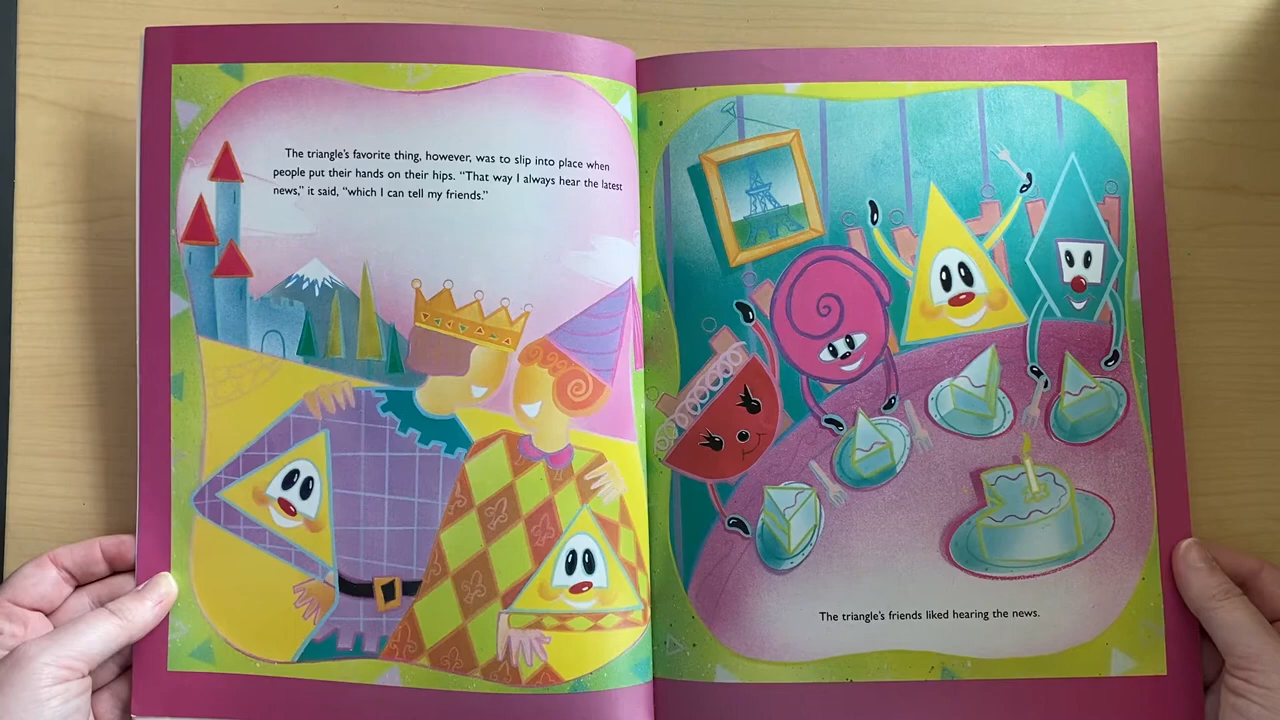 The triangle's favorite thing, however, was to slip into place when
people put their hands on their hips. “That way I always hear the latest
news,” it said, “which I can tell my friends.”
The triangle's friends liked hearing the news.